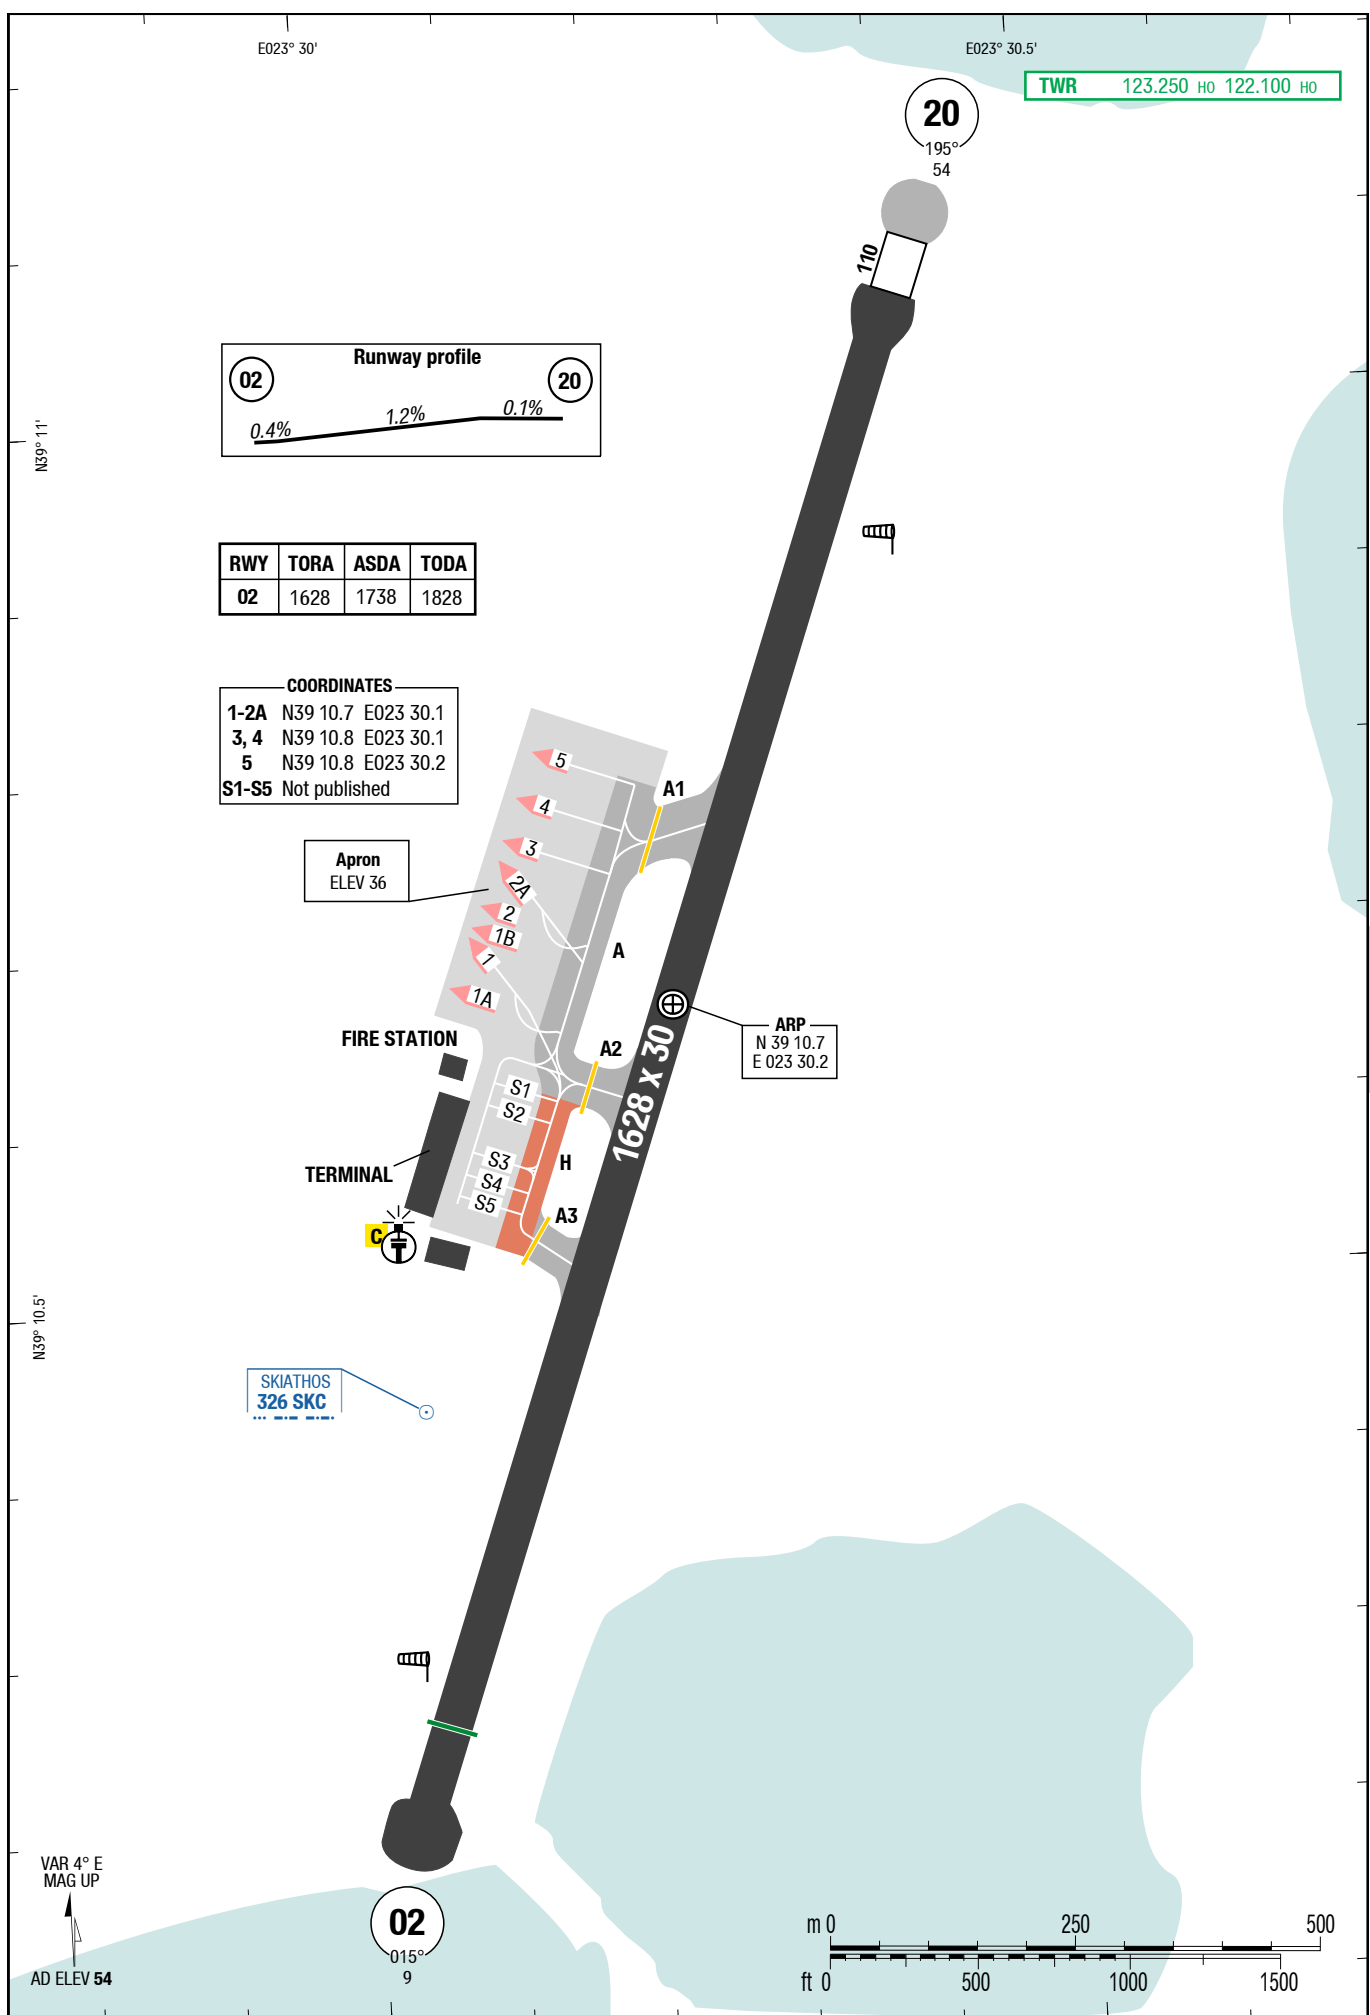 E023° 30'
E023° 30.5'
TWR 123.250 HO 122.100 HO
20
195°
54
110
Runway profile
02
20
0.4%
1.2%
0.1%
N39° 11'
RWY TORA ASDA TODA
02 1628 1738 1828
COORDINATES
1-2A N39 10.7 E023 30.1
3, 4 N39 10.8 E023 30.1
5 N39 10.8 E023 30.2
S1-S5 Not published
5
A1
4
3
Apron
ELEV 36
2A
2
1B
A
1
1A
ARP
N 39 10.7
E 023 30.2
FIRE STATION
A2
1628 x 30
S1
S2
S3
H
S4
TERMINAL
S5
A3
C
N39° 10.5'
SKIATHOS
326 SKC
VAR 4° E
MAG UP
AD ELEV 54
02
015°
9
m 0 250 500
ft 0 500 1000 1500